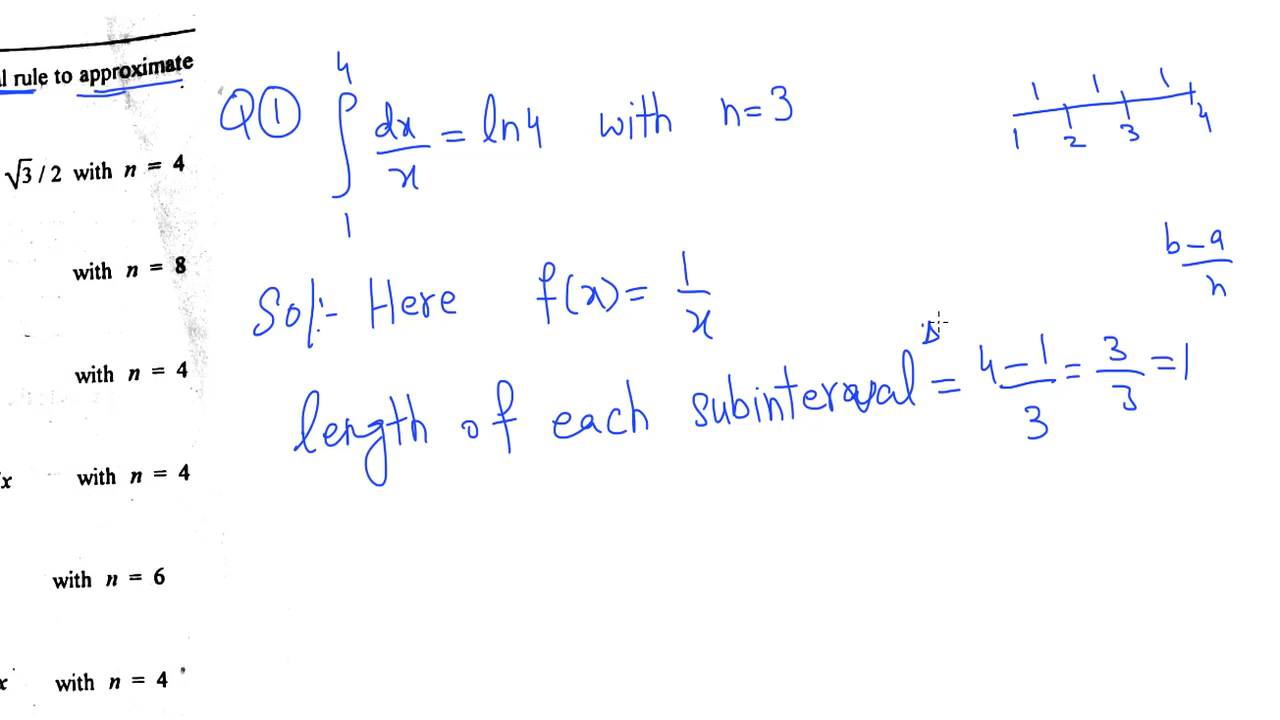 l rule to approximate
√3/2 with n = 4
with n = 8
with n = 4
x with n = 4
with n = 6
x with n = 4
Q① ∫₁⁴ dx/x = ln4 with n=3
1 1 1
1 2 3 4
b-a/n
Sol:- Here f(x) = 1/x
length of each subinteraval = 4-1/3 = 3/3 = 1